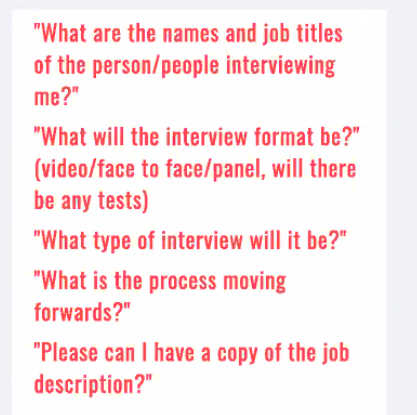 "What are the names and job titles
of the person/people interviewing
me?"
"What will the interview format be?"
(video/face to face/panel, will there
be any tests)
"What type of interview will it be?"
"What is the process moving
forwards?"
"Please can I have a copy of the job
description?"